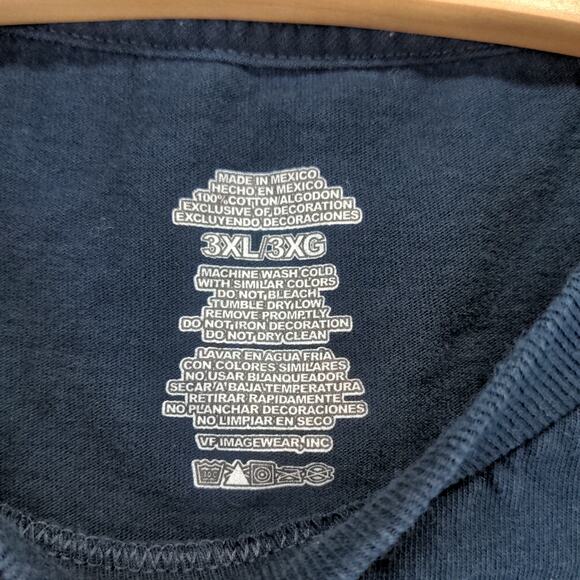 MADE IN MEXICO
HECHO EN MEXICO
100% COTTON/ALGODON
EXCLUSIVE OF DECORATION
EXCLUYENDO DECORACIONES
3XL/3XG
MACHINE WASH COLD
WITH SIMILAR COLORS
DO NOT BLEACH
TUMBLE DRY LOW
REMOVE PROMPTLY
DO NOT IRON DECORATION
DO NOT DRY CLEAN
LAVAR EN AGUA FRÍA
CON COLORES SIMILARES
NO USAR BLANQUEADOR
SECAR A BAJA TEMPERATURA
RETIRAR RÁPIDAMENTE
NO PLANCHAR DECORACIONES
NO LIMPIAR EN SECO
VF IMAGEWEAR, INC